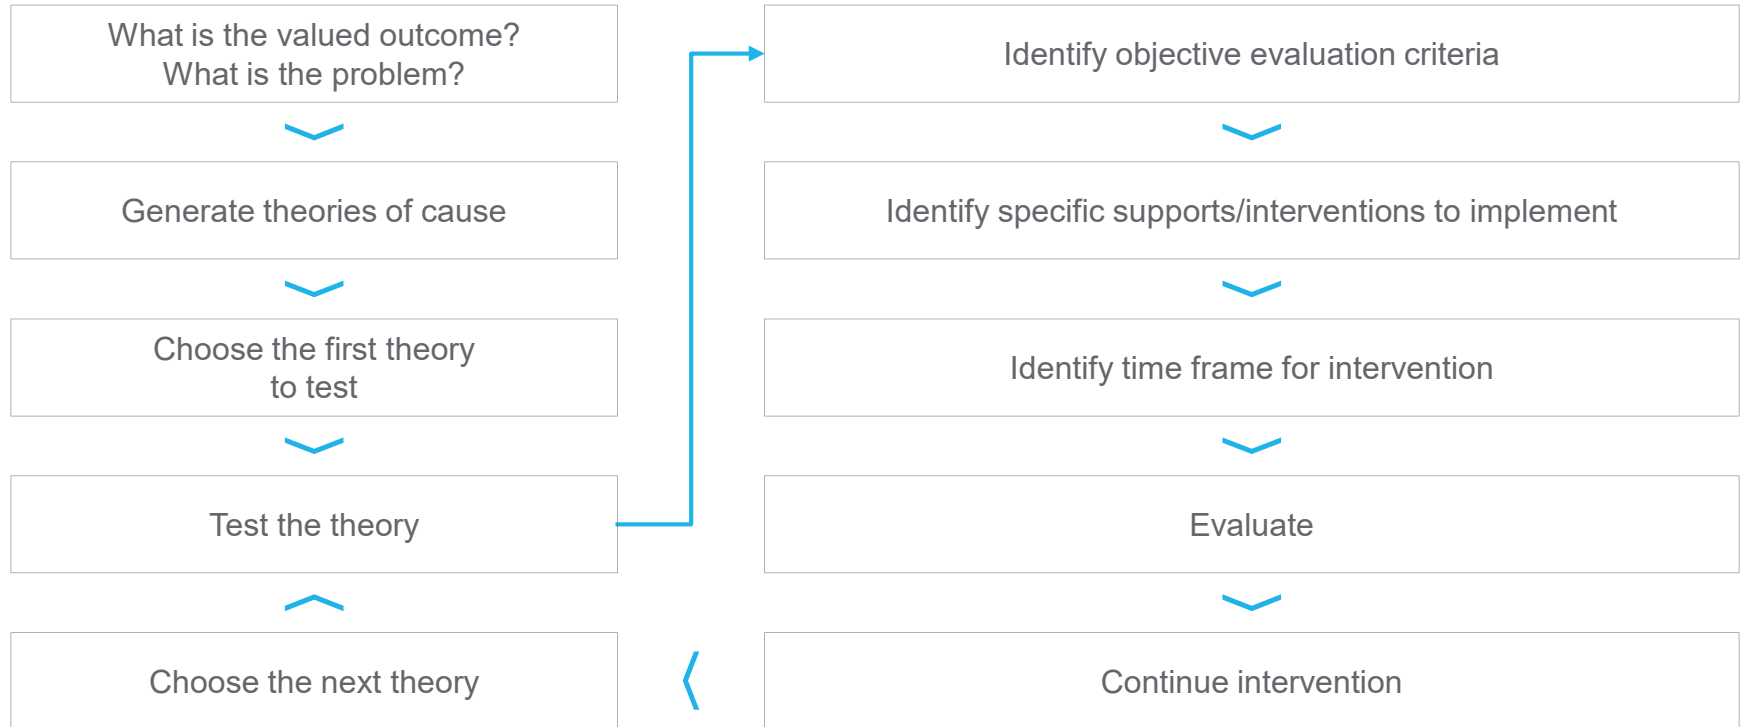 What is the valued outcome?
What is the problem?
Generate theories of cause
Choose the first theory
to test
Test the theory
Choose the next theory
Identify objective evaluation criteria
Identify specific supports/interventions to implement
Identify time frame for intervention
Evaluate
Continue intervention